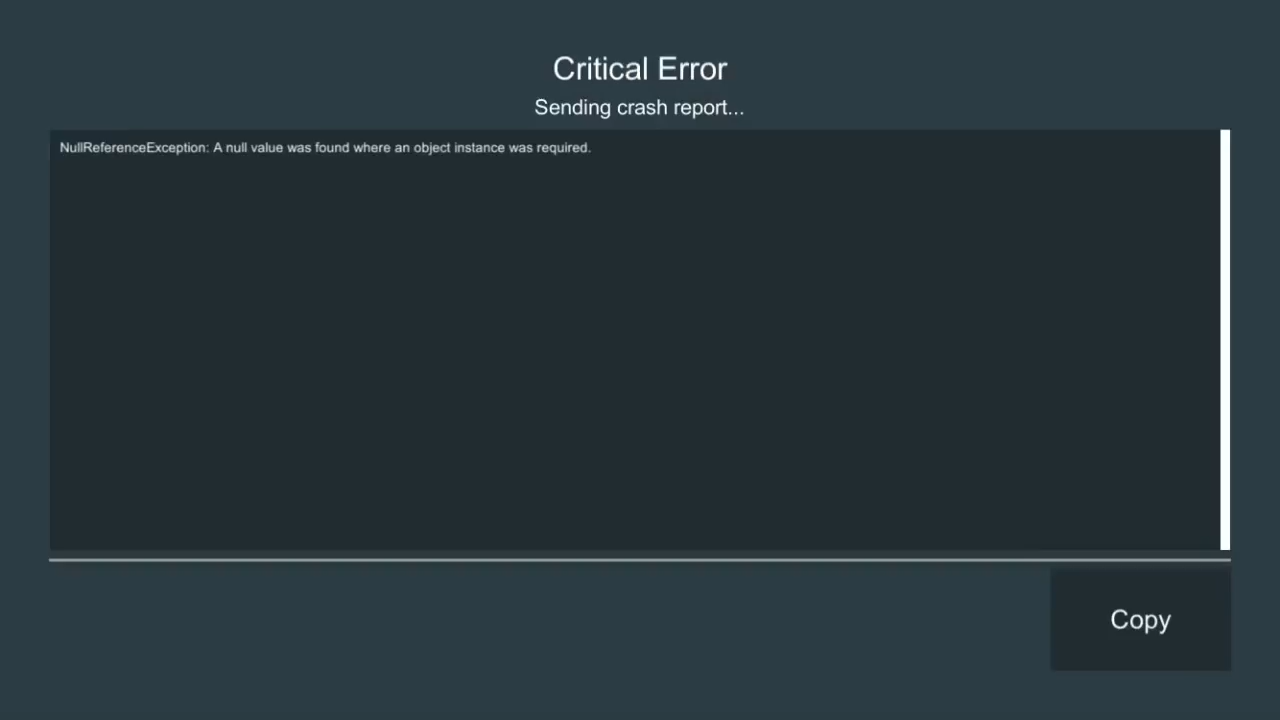 Critical Error
Sending crash report...
NullReferenceException: A null value was found where an object instance was required.
Copy